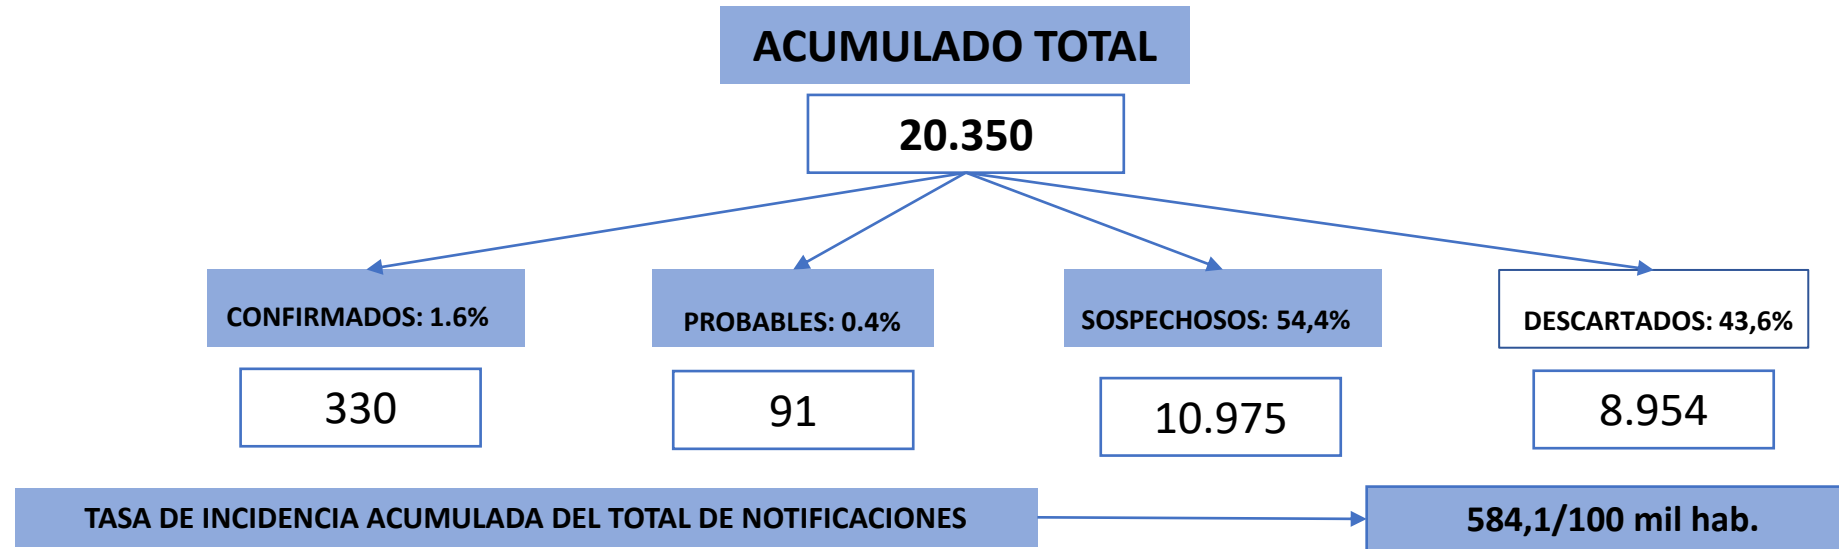 ACUMULADO TOTAL
20.350
CONFIRMADOS: 1.6%
PROBABLES: 0.4%
SOSPECHOSOS: 54,4%
DESCARTADOS: 43,6%
330
91
10.975
8.954
TASA DE INCIDENCIA ACUMULADA DEL TOTAL DE NOTIFICACIONES
584,1/100 mil hab.